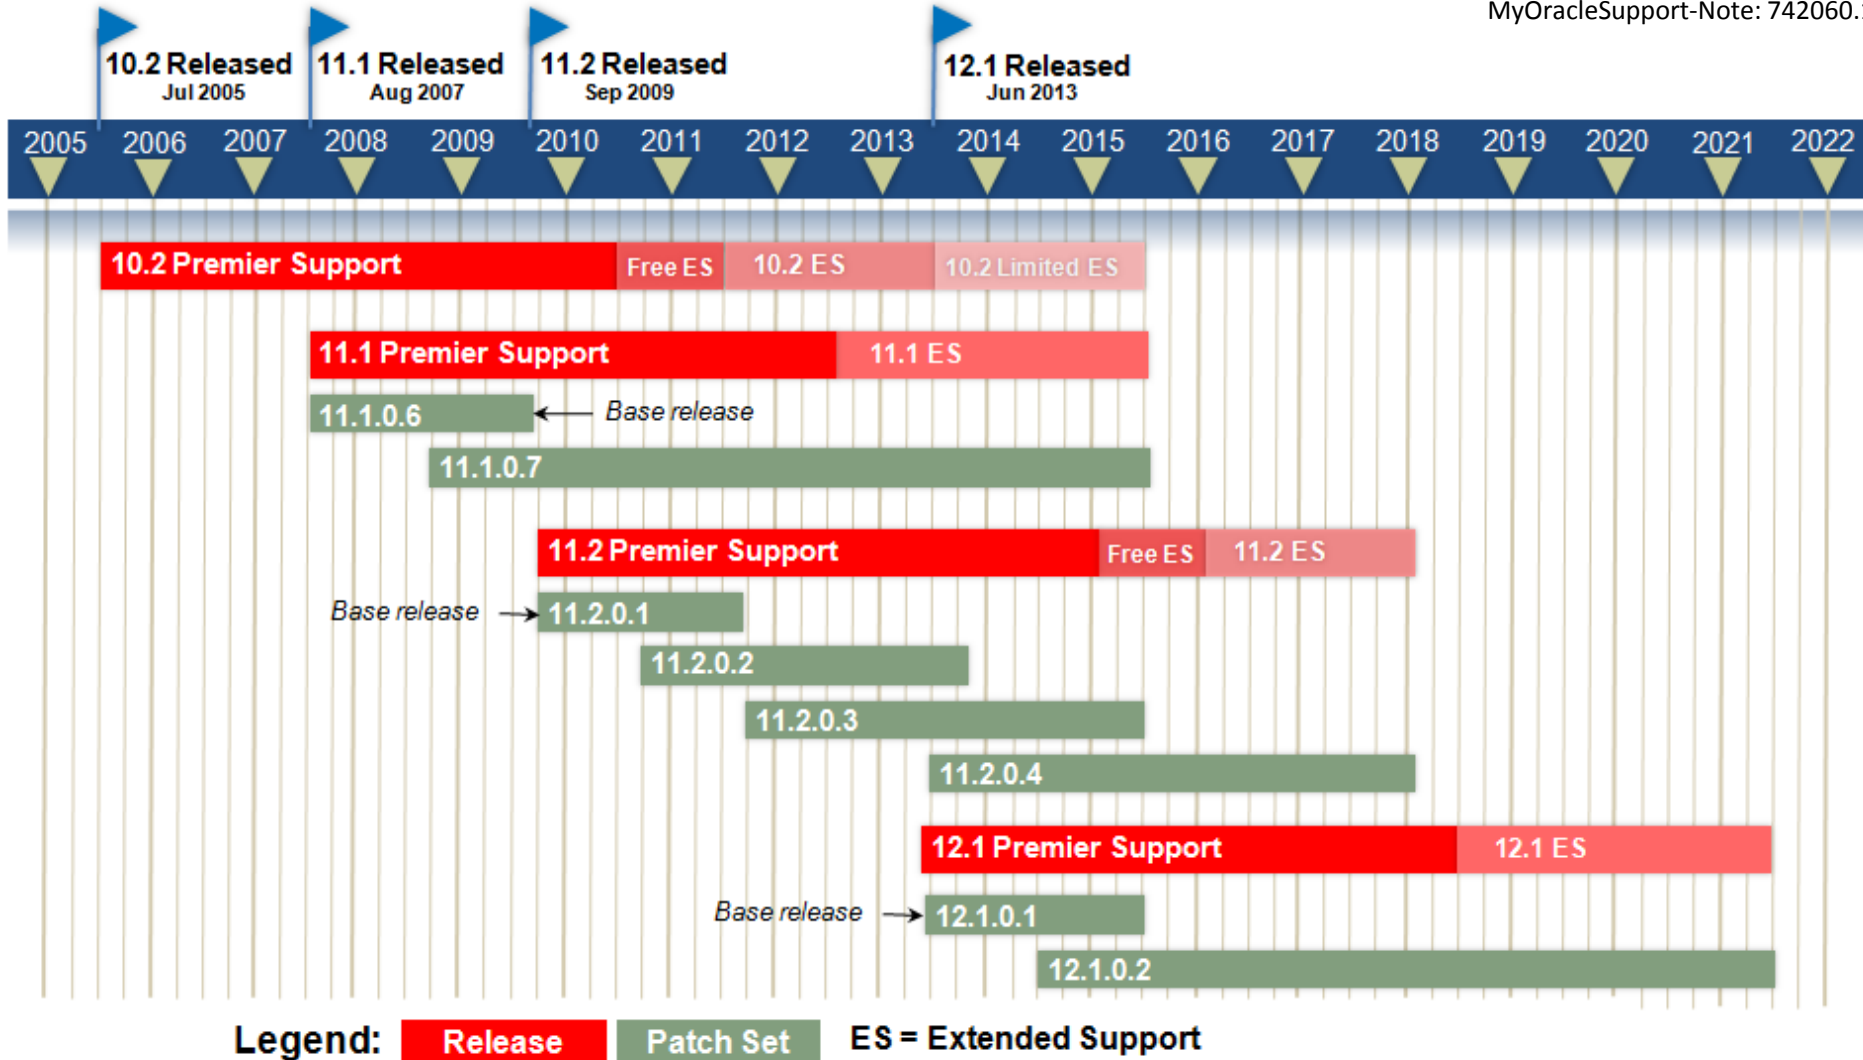 MyOracleSupport-Note: 742060.
10.2 Released 11.1 Released 11.2 Released 12.1 Released
Jul 2005 Aug 2007 Sep 2009 Jun 2013
2005 2006 2007 2008 2009 2010 2011 2012 2013 2014 2015 2016 2017 2018 2019 2020 2021 2022
10.2 Premier Support Free ES 10.2 ES 10.2 Limited ES
11.1 Premier Support 11.1 ES
11.1.0.6 Base release
11.1.0.7
11.2 Premier Support Free ES 11.2 ES
Base release 11.2.0.1
11.2.0.2
11.2.0.3
11.2.0.4
12.1 Premier Support 12.1 ES
Base release 12.1.0.1
12.1.0.2
Legend: Release Patch Set ES = Extended Support